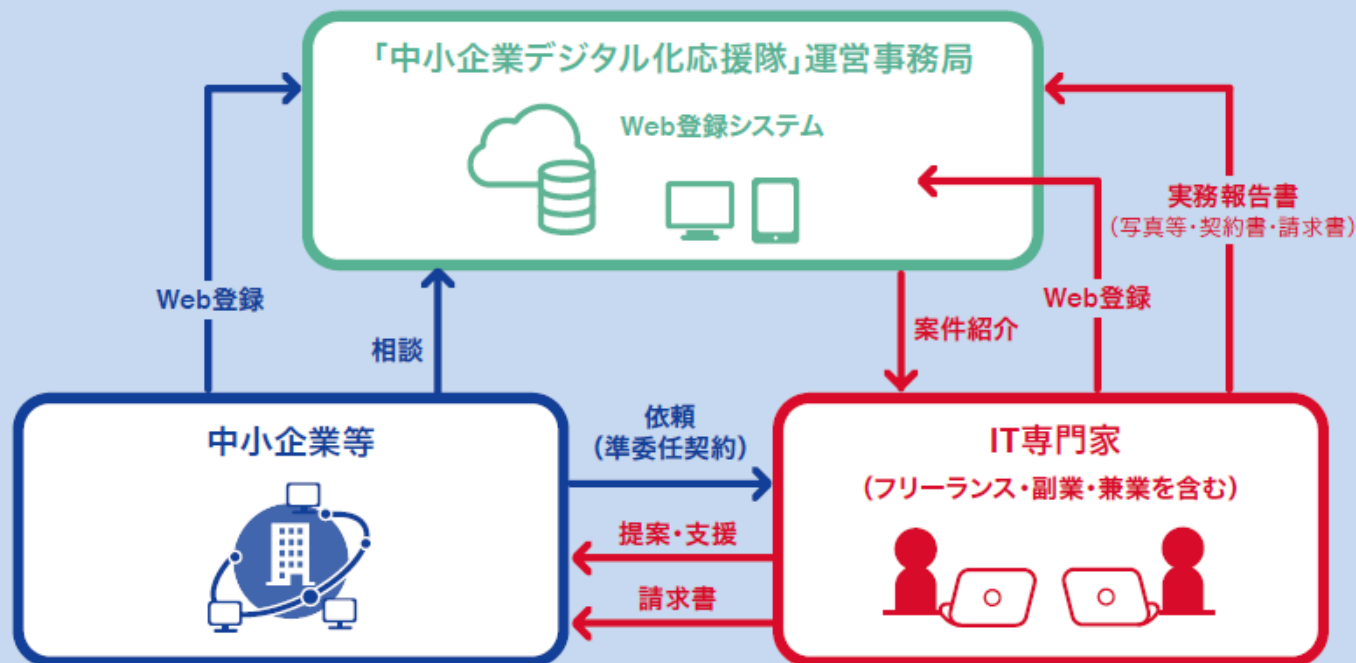 「中小企業デジタル化応援隊」運営事務局
Web登録システム
実務報告書
（写真等・契約書・請求書）
Web登録
相談
案件紹介
Web登録
中小企業等
依頼
（準委任契約）
提案・支援
請求書
IT専門家
（フリーランス・副業・兼業を含む）